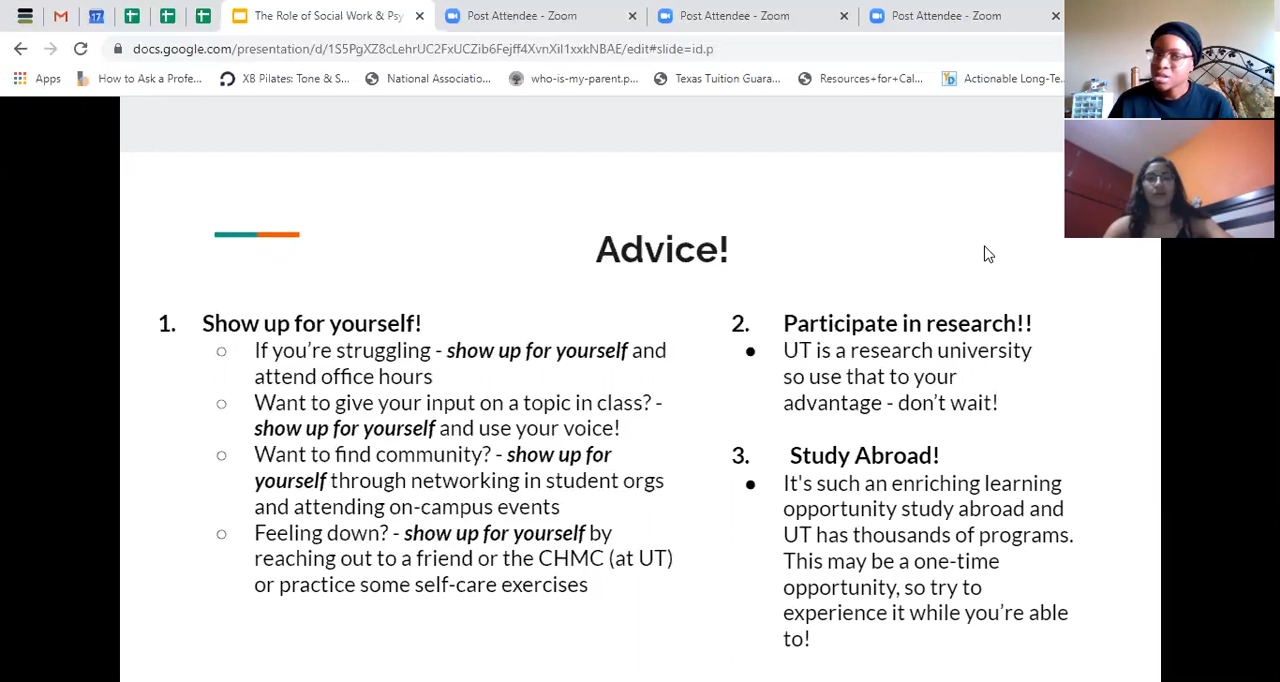 The Role of Social Work & Psy
Post Attendee - Zoom
Post Attendee - Zoom
Post Attendee - Zoom
docs.google.com/presentation/d/1S5PgXZ8cLehrUC2FxUCZib6Fejff4XvnXil1xxkNBAE/edit#slide=id.p
Apps
How to Ask a Profe...
XB Pilates: Tone & S...
National Associatio...
who-is-my-parent.p...
Texas Tuition Guara...
Resources+for+Cal...
Actionable Long-Te...
Advice!
1. Show up for yourself!
○ If you’re struggling - show up for yourself and
attend office hours
○ Want to give your input on a topic in class? -
show up for yourself and use your voice!
○ Want to find community? - show up for
yourself through networking in student orgs
and attending on-campus events
○ Feeling down? - show up for yourself by
reaching out to a friend or the CHMC (at UT)
or practice some self-care exercises
2. Participate in research!!
● UT is a research university
so use that to your
advantage - don’t wait!
3. Study Abroad!
● It's such an enriching learning
opportunity study abroad and
UT has thousands of programs.
This may be a one-time
opportunity, so try to
experience it while you’re able
to!